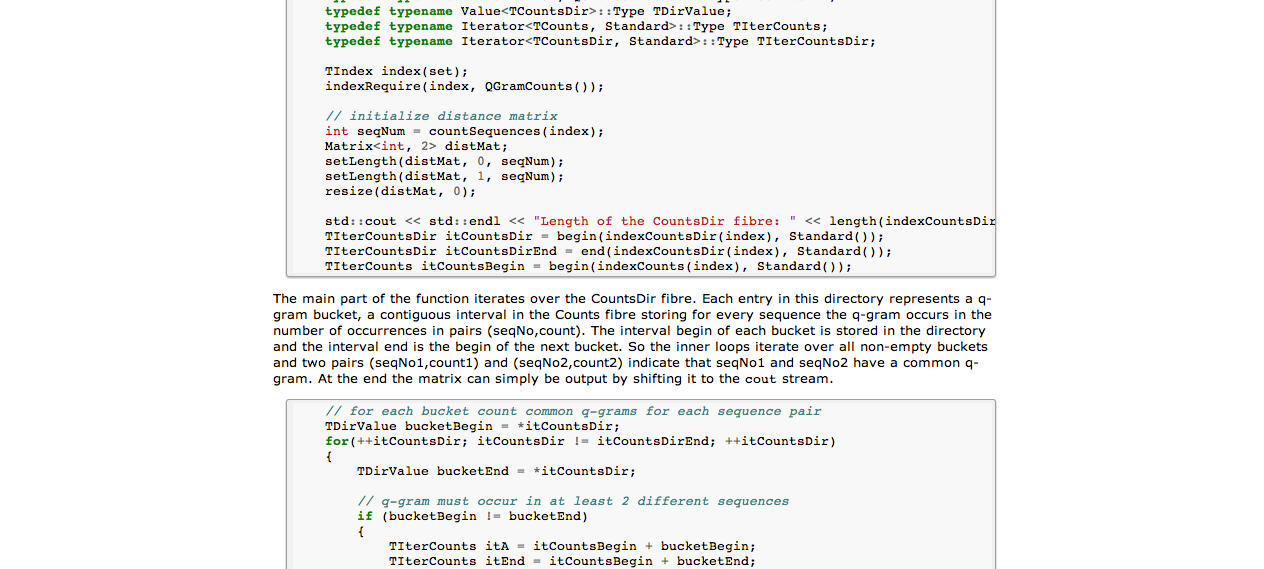 typedef typename Value<TCountsDir>::Type TDirValue;
typedef typename Iterator<TCounts, Standard>::Type TIterCounts;
typedef typename Iterator<TCountsDir, Standard>::Type TIterCountsDir;
TIndex index(set);
indexRequire(index, QGramCounts());
// initialize distance matrix
int seqNum = countSequences(index);
Matrix<int, 2> distMat;
setLength(distMat, 0, seqNum);
setLength(distMat, 1, seqNum);
resize(distMat, 0);
std::cout << std::endl << "Length of the CountsDir fibre: " << length(indexCountsDir
TIterCountsDir itCountsDir = begin(indexCountsDir(index), Standard());
TIterCountsDir itCountsDirEnd = end(indexCountsDir(index), Standard());
TIterCounts itCountsBegin = begin(indexCounts(index), Standard());
The main part of the function iterates over the CountsDir fibre. Each entry in this directory represents a q-
gram bucket, a contiguous interval in the Counts fibre storing for every sequence the q-gram occurs in the
number of occurrences in pairs (seqNo,count). The interval begin of each bucket is stored in the directory
and the interval end is the begin of the next bucket. So the inner loops iterate over all non-empty buckets
and two pairs (seqNo1,count1) and (seqNo2,count2) indicate that seqNo1 and seqNo2 have a common q-
gram. At the end the matrix can simply be output by shifting it to the cout stream.
// for each bucket count common q-grams for each sequence pair
TDirValue bucketBegin = *itCountsDir;
for(++itCountsDir; itCountsDir != itCountsDirEnd; ++itCountsDir)
{
TDirValue bucketEnd = *itCountsDir;
// q-gram must occur in at least 2 different sequences
if (bucketBegin != bucketEnd)
{
TIterCounts itA = itCountsBegin + bucketBegin;
TIterCounts itEnd = itCountsBegin + bucketEnd;